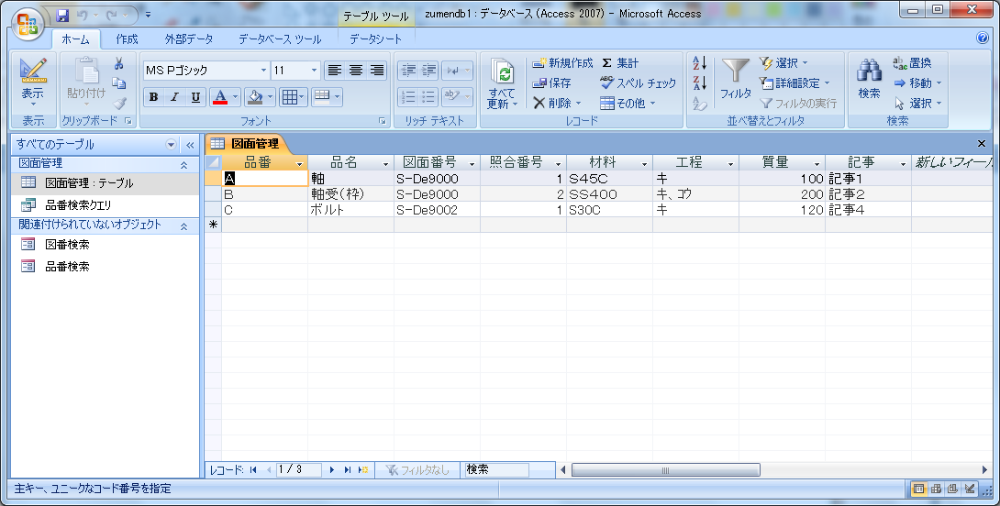 テーブル ツール zumendb1 : データベース (Access 2007) - Microsoft Access
ホーム 作成 外部データ データベース ツール データシート
表示 貼り付け MS Pゴシック 11 B I U A すべて更新 新規作成 保存 削除 Σ 集計 スペル チェック その他 フィルタ 選択 詳細設定 フィルタの実行 検索 置換 移動 選択
表示 クリップボード フォント リッチ テキスト レコード 並べ替えとフィルタ 検索
すべてのテーブル «
図面管理
図面管理 : テーブル
品番検索クエリ
関連付けられていないオブジェクト
図番検索
品番検索
図面管理
品番 品名 図面番号 照合番号 材料 工程 質量 記事 新しいフィール
A 軸 S-De9000 1 S45C キ 100 記事1
B 軸受(枠) S-De9000 2 SS400 キ、コウ 200 記事2
C ボルト S-De9002 1 S30C キ 120 記事4
*
レコード: 1 / 3 フィルタなし 検索
主キー、ユニークなコード番号を指定